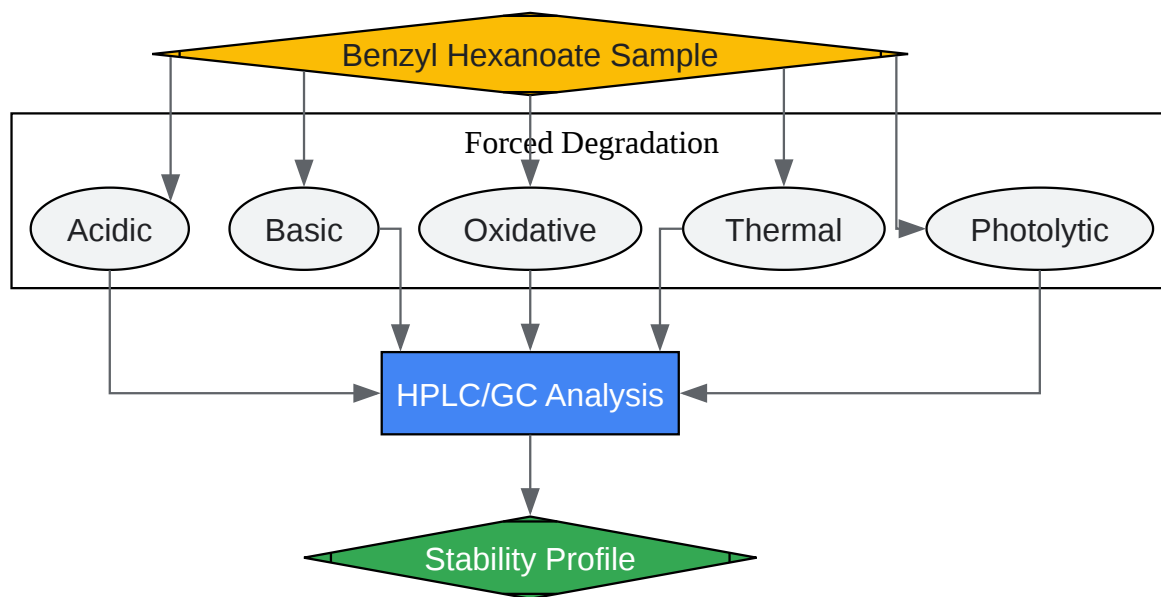 Benzyl Hexanoate Sample
Forced Degradation
Acidic
Basic
Oxidative
Thermal
Photolytic
HPLC/GC Analysis
Stability Profile